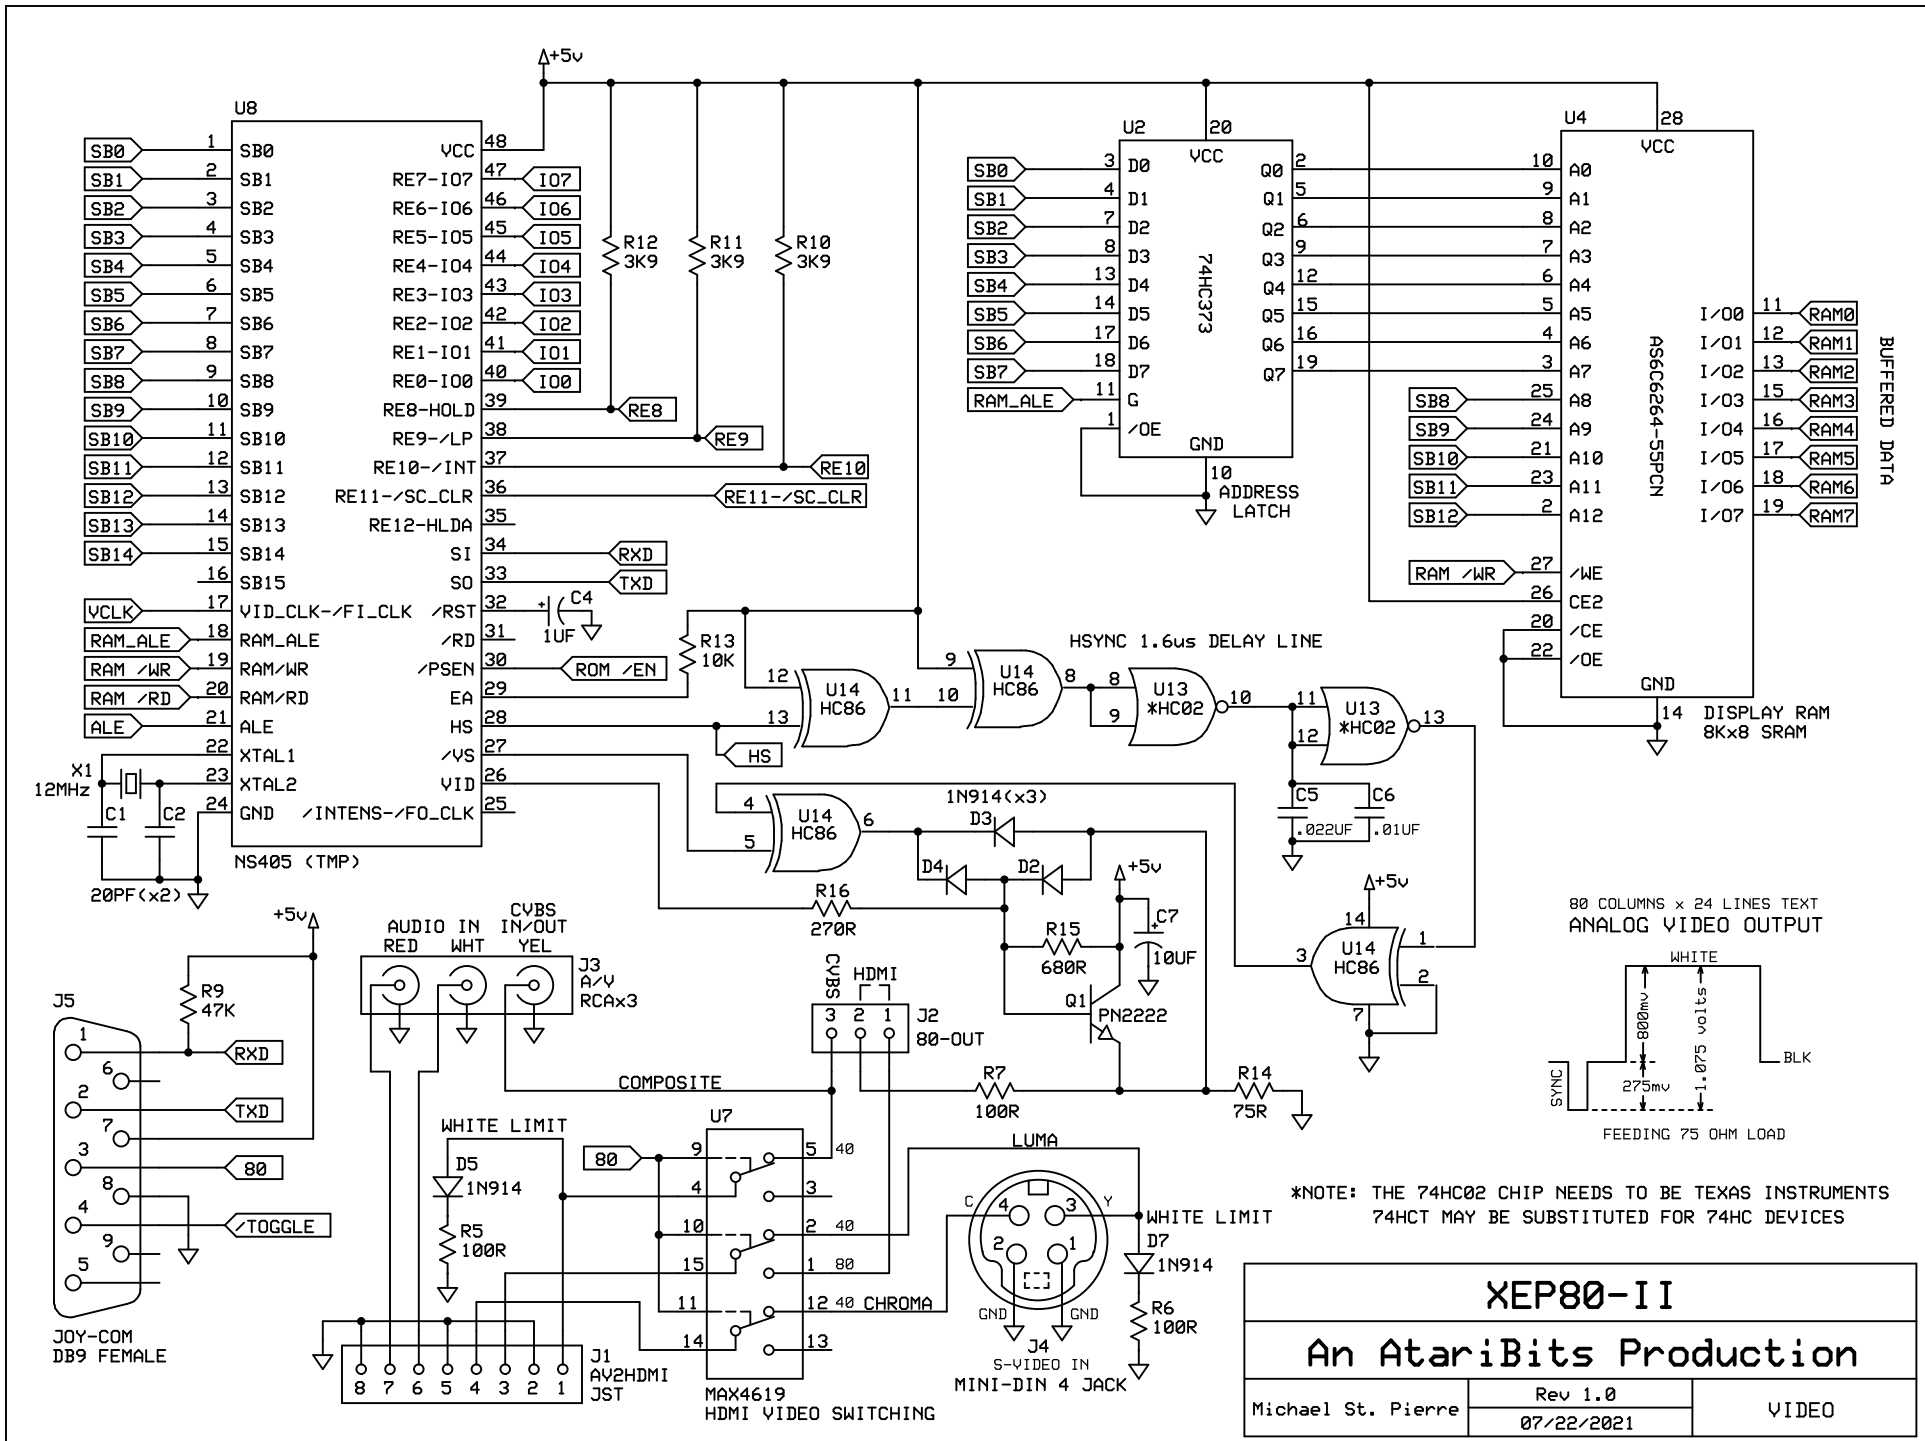 +5v
U8
SB0 1 SB0
SB1 2 SB1
SB2 3 SB2
SB3 4 SB3
SB4 5 SB4
SB5 6 SB5
SB6 7 SB6
SB7 8 SB7
SB8 9 SB8
SB9 10 SB9
SB10 11 SB10
SB11 12 SB11
SB12 13 SB12
SB13 14 SB13
SB14 15 SB14
16 SB15
VCLK 17 VID_CLK-/FI_CLK
RAM_ALE 18 RAM_ALE
RAM /WR 19 RAM/WR
RAM /RD 20 RAM/RD
ALE 21 ALE
22 XTAL1
23 XTAL2
24 GND
VCC 48
RE7-IO7 47 IO7
RE6-IO6 46 IO6
RE5-IO5 45 IO5
RE4-IO4 44 IO4
RE3-IO3 43 IO3
RE2-IO2 42 IO2
RE1-IO1 41 IO1
RE0-IO0 40 IO0
RE8-HOLD 39 RE8
RE9-/LP 38 RE9
RE10-/INT 37 RE10
RE11-/SC_CLR 36 RE11-/SC_CLR
RE12-HLDA 35
SI 34 RXD
SO 33 TXD
/RST 32
/RD 31
/PSEN 30 ROM /EN
EA 29
HS 28
/VS 27
VID 26
/INTENS-/FO_CLK 25
NS405 (TMP)
X1
12MHz
C1
C2
20PF(x2)
R12
3K9
R11
3K9
R10
3K9
+
C4
1UF
R13
10K
HS
U2
20
VCC
SB0 3 D0
SB1 4 D1
SB2 7 D2
SB3 8 D3
SB4 13 D4
SB5 14 D5
SB6 17 D6
SB7 18 D7
RAM_ALE 11 G
1 /OE
74HC373
Q0 2
Q1 5
Q2 6
Q3 9
Q4 12
Q5 15
Q6 16
Q7 19
GND
10
ADDRESS
LATCH
U4
28
VCC
10 A0
9 A1
8 A2
7 A3
6 A4
5 A5
4 A6
3 A7
SB8 25 A8
SB9 24 A9
SB10 21 A10
SB11 23 A11
SB12 2 A12
RAM /WR 27 /WE
26 CE2
20 /CE
22 /OE
AS6C6264-55PCN
I/O0 11 RAM0
I/O1 12 RAM1
I/O2 13 RAM2
I/O3 15 RAM3
I/O4 16 RAM4
I/O5 17 RAM5
I/O6 18 RAM6
I/O7 19 RAM7
BUFFERED DATA
GND
14
DISPLAY RAM
8Kx8 SRAM
HSYNC 1.6us DELAY LINE
12
13
U14
HC86
11
9
10
U14
HC86
8
8
9
U13
*HC02
10
11
12
U13
*HC02
13
C5
.022UF
C6
.01UF
4
5
U14
HC86
6
1N914(x3)
D3
D4
D2
R16
270R
R15
680R
+5v
C7
+
10UF
Q1
PN2222
+5v
14
3
U14
HC86
1
2
7
R7
100R
R14
75R
80 COLUMNS x 24 LINES TEXT
ANALOG VIDEO OUTPUT
WHITE
800mv
1.075 volts
BLK
275mv
SYNC
FEEDING 75 OHM LOAD
+5v
R9
47K
J5
1
6
2
7
3
8
4
9
5
RXD
TXD
80
/TOGGLE
JOY-COM
DB9 FEMALE
AUDIO IN
RED WHT
CVBS
IN/OUT
YEL
J3
A/V
RCAx3
CVBS
HDMI
3 2 1
J2
80-OUT
COMPOSITE
WHITE LIMIT
D5
1N914
R5
100R
U7
80
9 5 40
4 3
10 2 40
15 1 80
11 12 40 CHROMA
14 13
MAX4619
HDMI VIDEO SWITCHING
8 7 6 5 4 3 2 1
J1
AV2HDMI
JST
LUMA
C 4 3 Y
2 1
GND GND
J4
S-VIDEO IN
MINI-DIN 4 JACK
WHITE LIMIT
D7
1N914
R6
100R
*NOTE: THE 74HC02 CHIP NEEDS TO BE TEXAS INSTRUMENTS
74HCT MAY BE SUBSTITUTED FOR 74HC DEVICES
XEP80-II
An AtariBits Production
Michael St. Pierre
Rev 1.0
07/22/2021
VIDEO